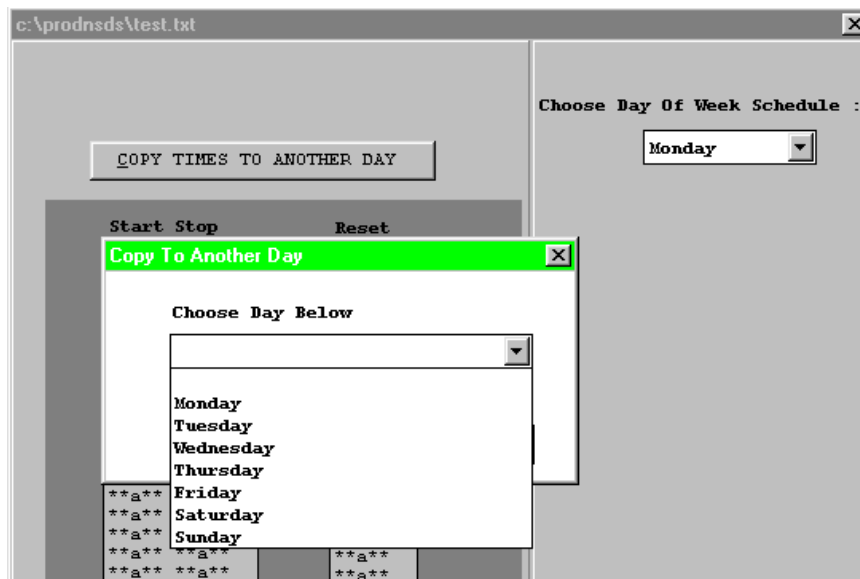 c:\prodnsds\test.txt
Choose Day Of Week Schedule :
Monday
COPY TIMES TO ANOTHER DAY
Start Stop Reset
Copy To Another Day
Choose Day Below
Monday
Tuesday
Wednesday
Thursday
Friday
Saturday
Sunday
**a**
**a**
**a**
**a** **a** **a**
**a** **a** **a**